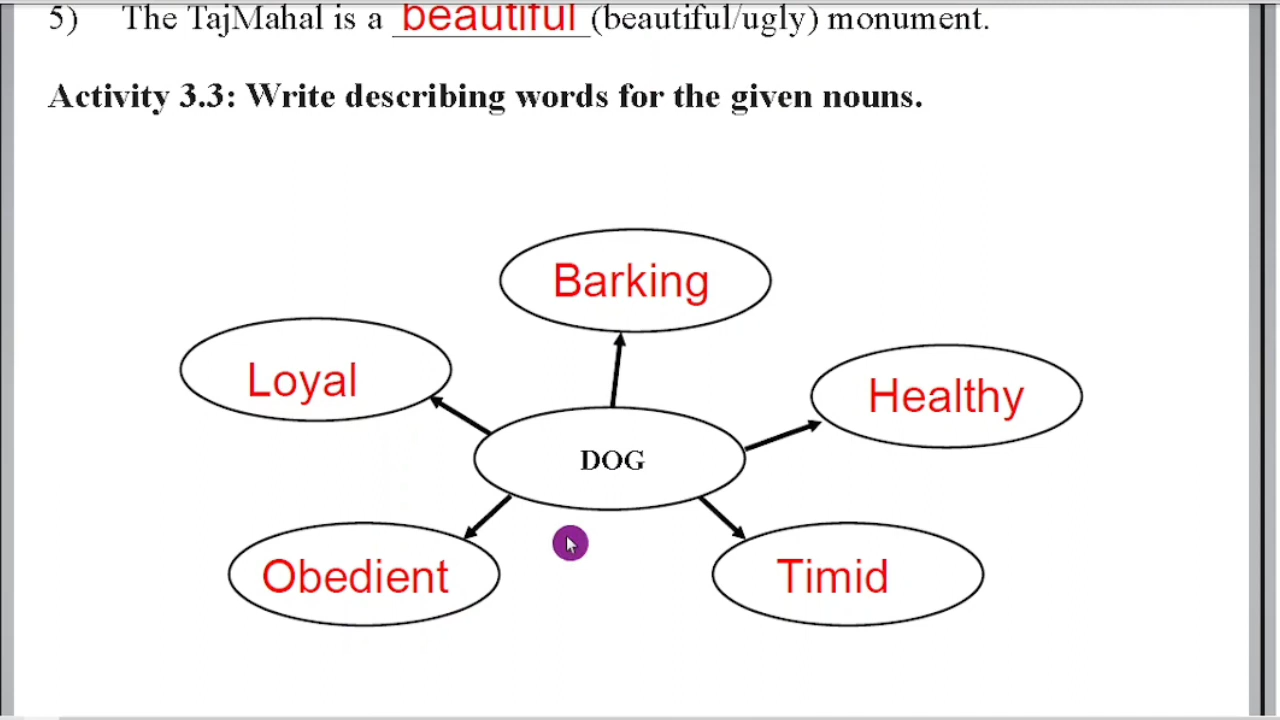 5) The TajMahal is a beautiful (beautiful/ugly) monument.
Activity 3.3: Write describing words for the given nouns.
Barking
Loyal
Healthy
DOG
Obedient
Timid